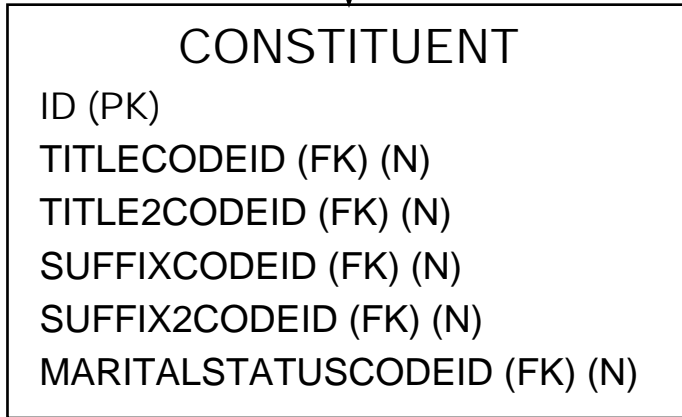 CONSTITUENT
ID (PK)
TITLECODEID (FK) (N)
TITLE2CODEID (FK) (N)
SUFFIXCODEID (FK) (N)
SUFFIX2CODEID (FK) (N)
MARITALSTATUSCODEID (FK) (N)